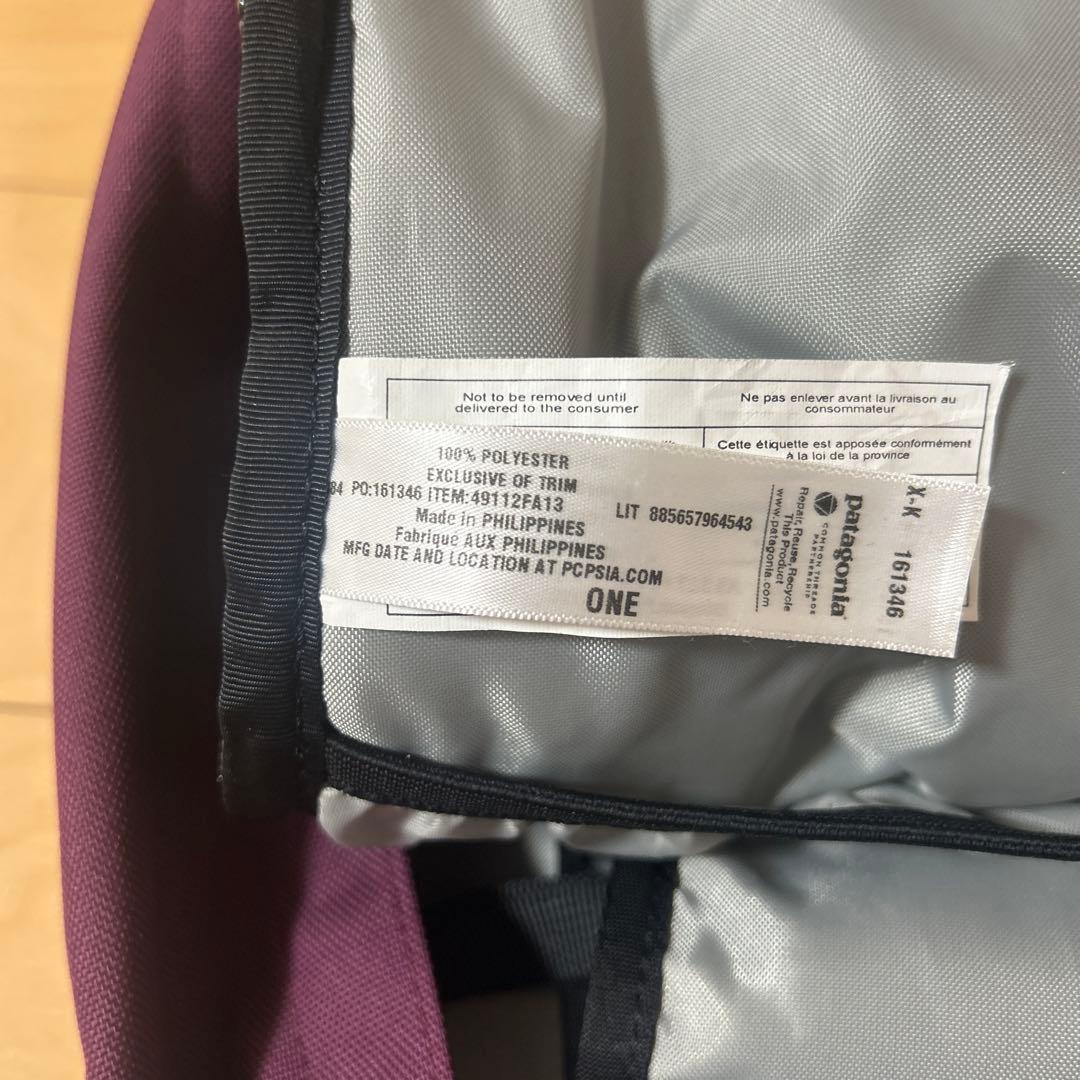 Not to be removed until
delivered to the consumer
Ne pas enlever avant la livraison au
consommateur
Cette étiquette est apposée conformément
à la loi de la province
100% POLYESTER
EXCLUSIVE OF TRIM
84 PO:161346 ITEM:49112FA13
Made in PHILIPPINES
Fabriqué AUX PHILIPPINES
MFG DATE AND LOCATION AT PCPSIA.COM
ONE
LIT 885657964543
X-K 161346
patagonia
COMMON THREADS
PARTNERSHIP
Repair, Reuse, Recycle
This Product
www.patagonia.com